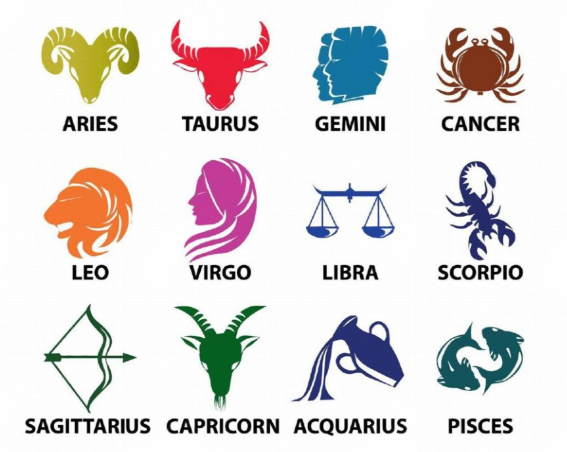 ARIES TAURUS GEMINI CANCER
LEO VIRGO LIBRA SCORPIO
SAGITTARIUS CAPRICORN ACQUARIUS PISCES